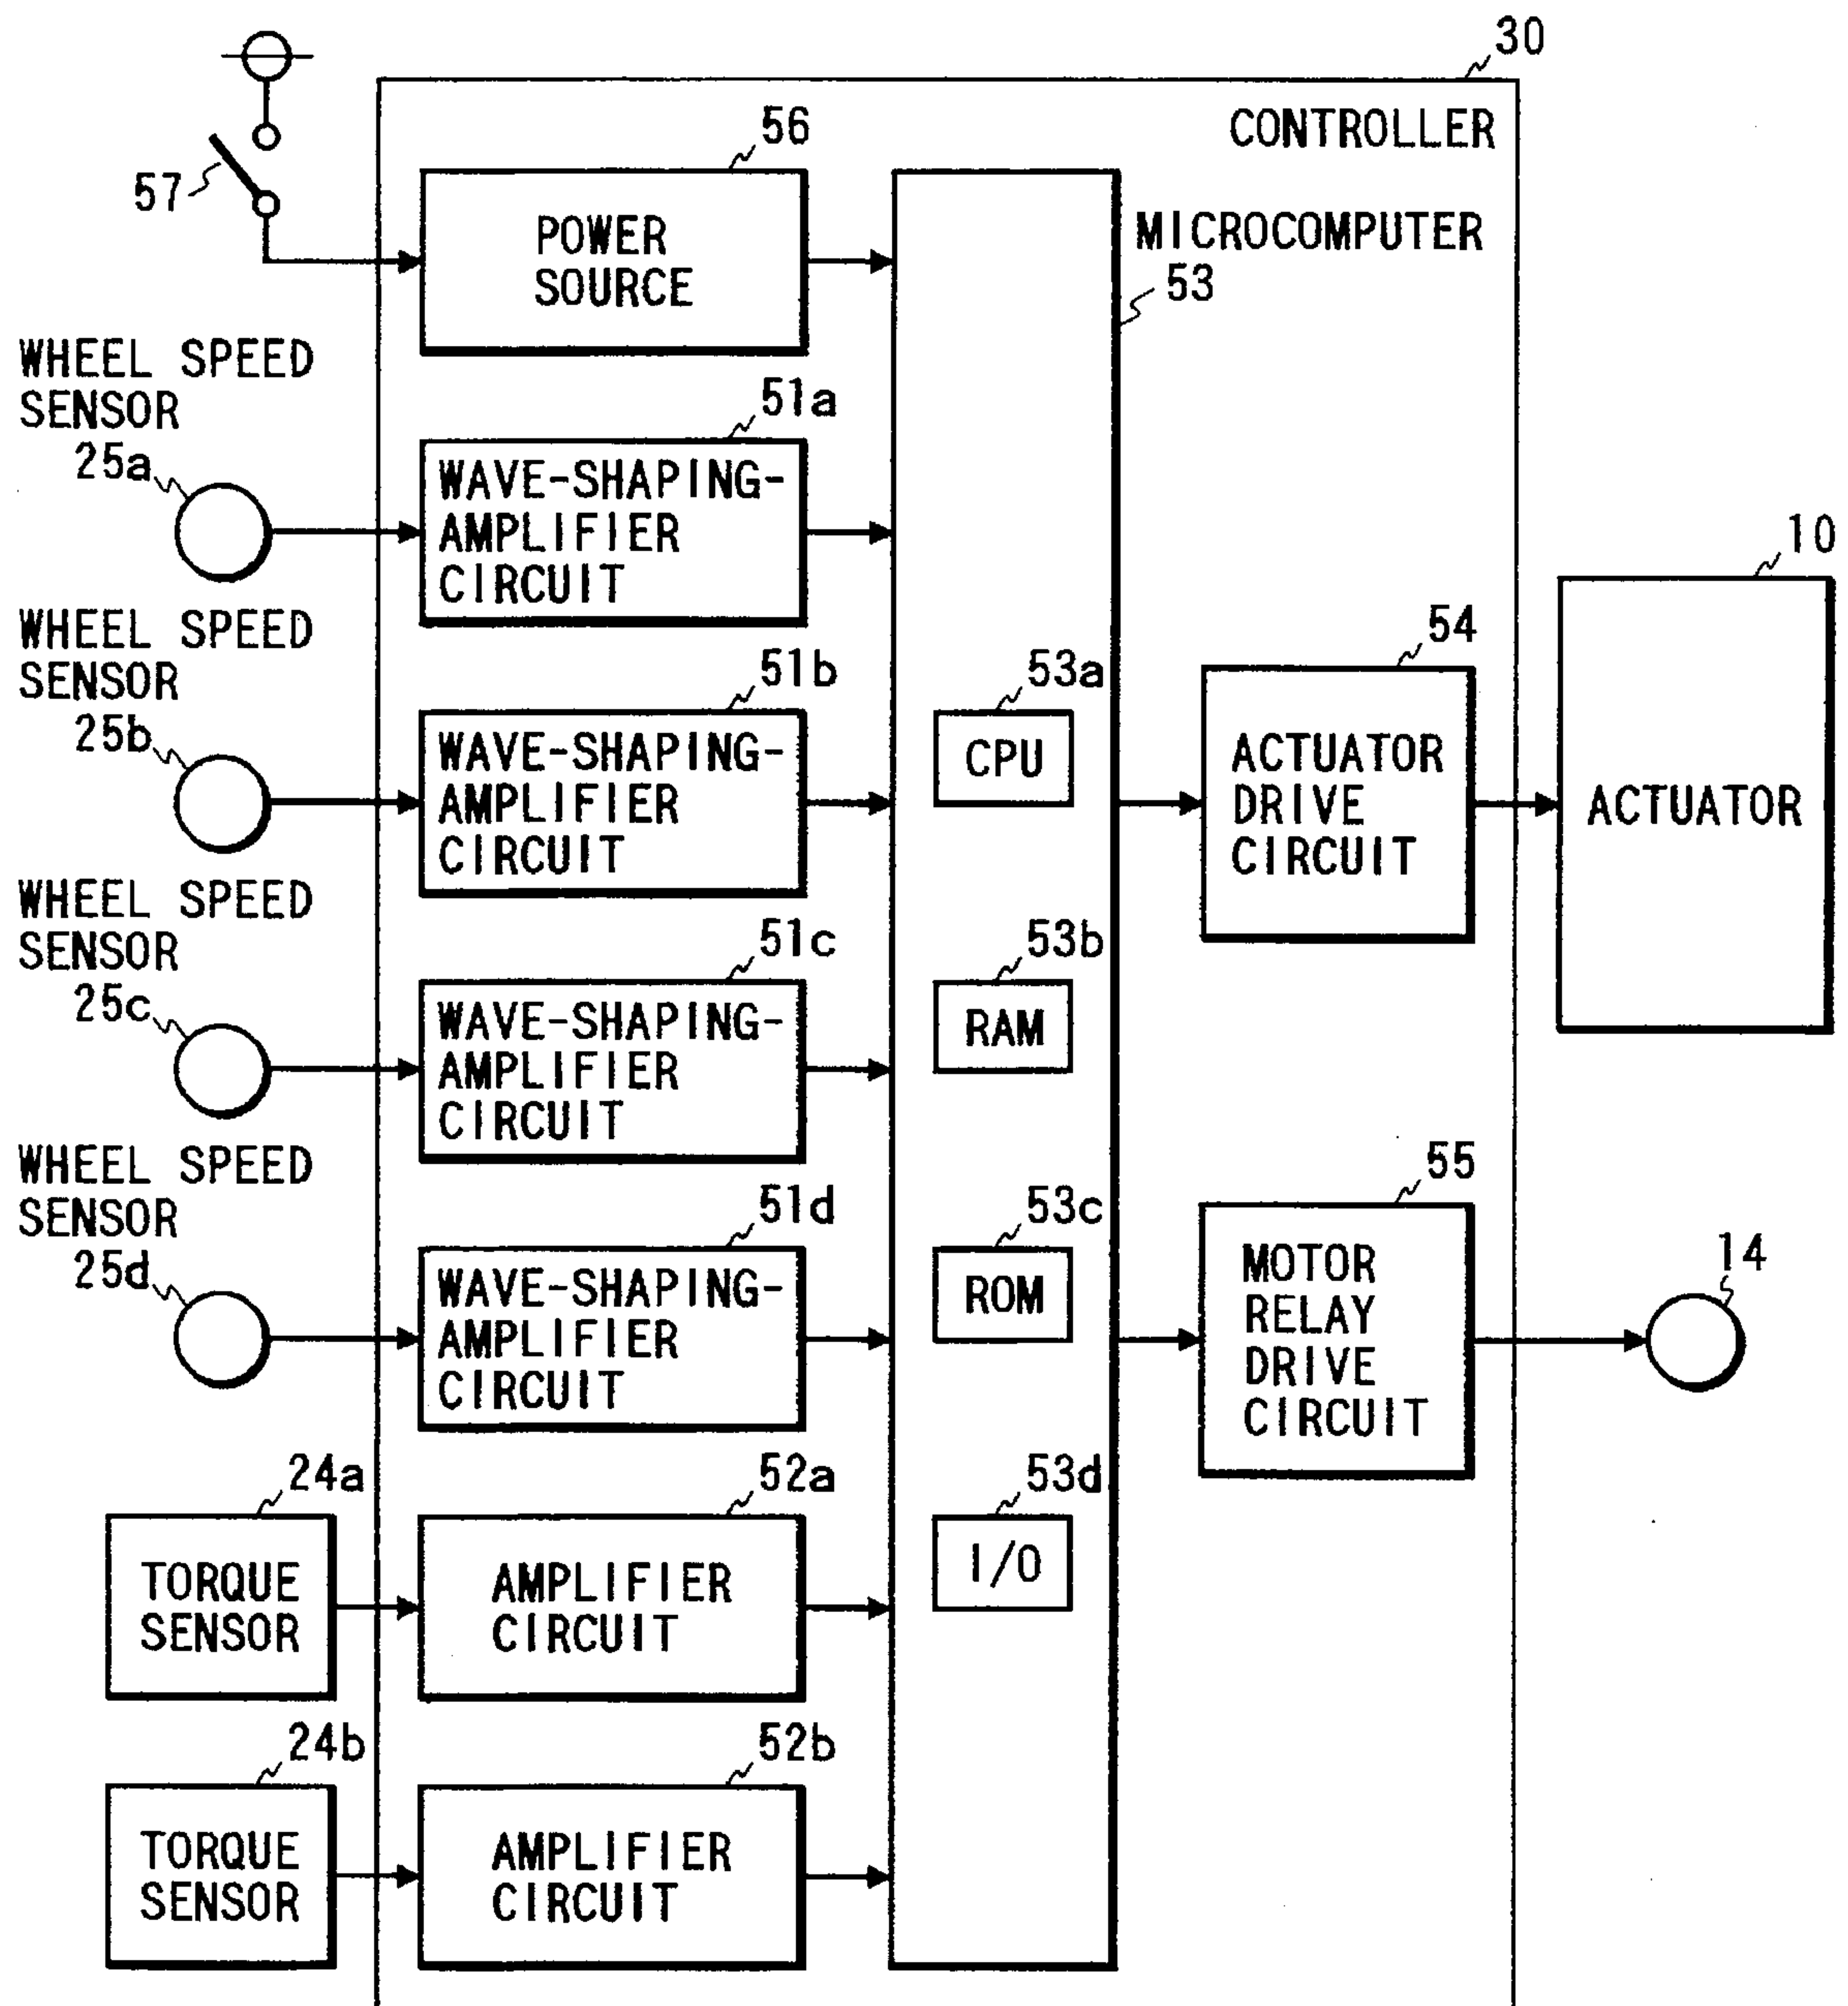 30
CONTROLLER
56
57
POWER
SOURCE
MICROCOMPUTER
53
WHEEL SPEED
SENSOR
25a
51a
WAVE-SHAPING-
AMPLIFIER
CIRCUIT
WHEEL SPEED
SENSOR
25b
51b
WAVE-SHAPING-
AMPLIFIER
CIRCUIT
53a
CPU
54
ACTUATOR
DRIVE
CIRCUIT
10
ACTUATOR
WHEEL SPEED
SENSOR
25c
51c
WAVE-SHAPING-
AMPLIFIER
CIRCUIT
53b
RAM
WHEEL SPEED
SENSOR
25d
51d
WAVE-SHAPING-
AMPLIFIER
CIRCUIT
53c
ROM
55
MOTOR
RELAY
DRIVE
CIRCUIT
14
24a
TORQUE
SENSOR
52a
AMPLIFIER
CIRCUIT
53d
I/O
24b
TORQUE
SENSOR
52b
AMPLIFIER
CIRCUIT